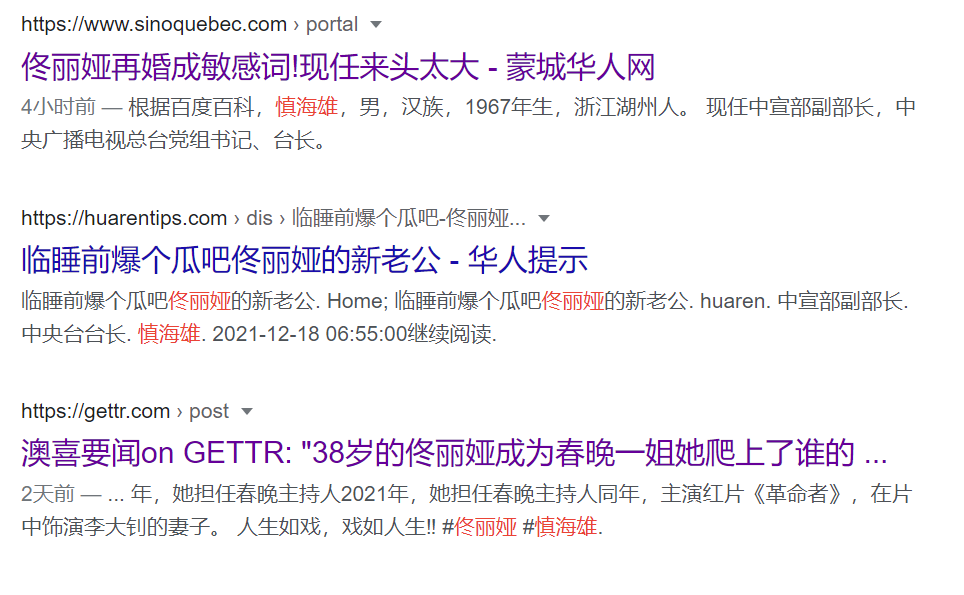 https://www.sinoquebec.com › portal
佟丽娅再婚成敏感词!现任来头太大 - 蒙城华人网
4小时前 — 根据百度百科，慎海雄，男，汉族，1967年生，浙江湖州人。 现任中宣部副部长，中
央广播电视总台党组书记、台长。
https://huarentips.com › dis › 临睡前爆个瓜吧-佟丽娅...
临睡前爆个瓜吧佟丽娅的新老公 - 华人提示
临睡前爆个瓜吧佟丽娅的新老公. Home; 临睡前爆个瓜吧佟丽娅的新老公. huaren. 中宣部副部长.
中央台台长. 慎海雄. 2021-12-18 06:55:00继续阅读.
https://gettr.com › post
澳喜要闻on GETTR: "38岁的佟丽娅成为春晚一姐她爬上了谁的 ...
2天前 — ... 年，她担任春晚主持人2021年，她担任春晚主持人同年，主演红片《革命者》，在片
中饰演李大钊的妻子。 人生如戏，戏如人生!! #佟丽娅 #慎海雄.